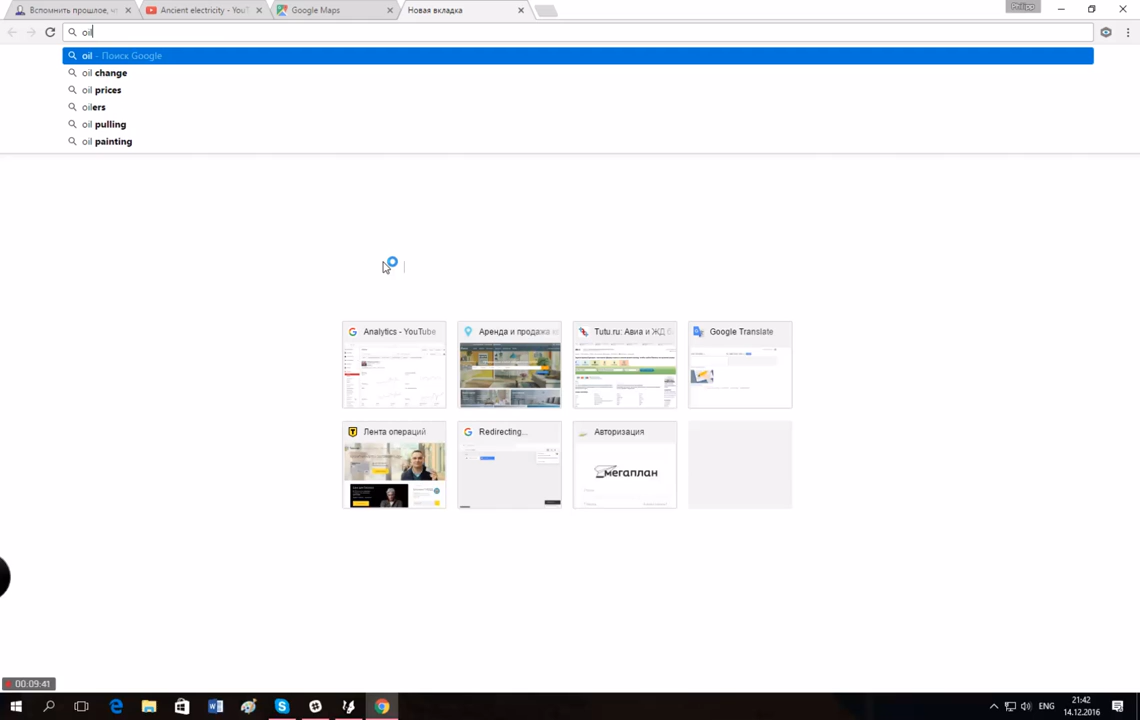 Вспомнить прошлое, ч
Ancient electricity - YouT
Google Maps
Новая вкладка
Philipp
oil
oil - Поиск Google
oil change
oil prices
oilers
oil pulling
oil painting
Analytics - YouTube
Аренда и продажа к
Tutu.ru: Авиа и ЖД б
Google Translate
Лента операций
Redirecting...
Авторизация
мегаплан
00:09:41
ENG
21:42
14.12.2016